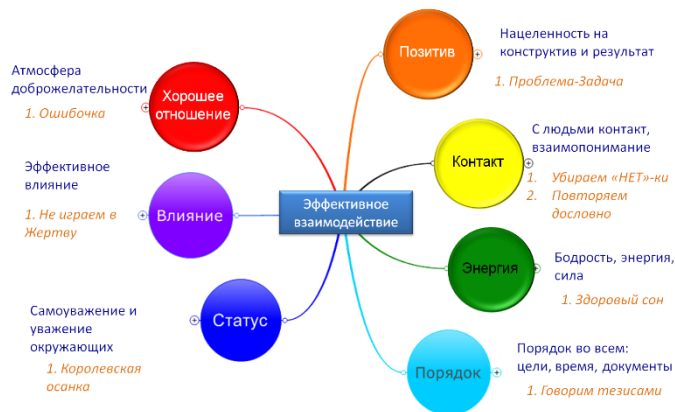 Эффективное
взаимодействие
Позитив
Нацеленность на
конструктив и результат
1. Проблема-Задача
Контакт
С людьми контакт,
взаимопонимание
1. Убираем «НЕТ»-ки
2. Повторяем
дословно
Энергия
Бодрость, энергия,
сила
1. Здоровый сон
Порядок
Порядок во всем:
цели, время, документы
1. Говорим тезисами
Хорошее
отношение
Атмосфера
доброжелательности
1. Ошибочка
Влияние
Эффективное
влияние
1. Не играем в
Жертву
Статус
Самоуважение и
уважение
окружающих
1. Королевская
осанка